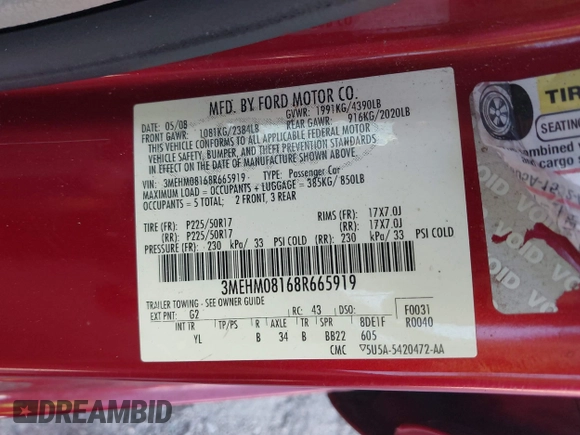 MFD. BY FORD MOTOR CO.
DATE: 05/08 GVWR: 1991KG/4390LB
FRONT GAWR: 1081KG/2384LB REAR GAWR: 916KG/2020LB
THIS VEHICLE CONFORMS TO ALL APPLICABLE FEDERAL MOTOR
VEHICLE SAFETY, BUMPER, AND THEFT PREVENTION STANDARDS
IN EFFECT ON THE DATE OF MANUFACTURE SHOWN ABOVE.
VIN: 3MEHM08168R665919 - TYPE: Passenger Car
MAXIMUM LOAD = OCCUPANTS + LUGGAGE = 385KG/850LB
OCCUPANTS = 5 TOTAL; 2 FRONT, 3 REAR
TIRE (FR): P225/50R17 RIMS (FR): 17X7.0J
(RR): P225/50R17 (RR): 17X7.0J
PRESSURE (FR): 230 kPa/ 33 PSI COLD (RR): 230 kPa/ 33 PSI COLD
3MEHM08168R665919
TRAILER TOWING - SEE OWNER GUIDE
EXT PNT: G2 RC: 43 DSO: F0031
INT TR TP/PS R AXLE TR SPR 8DE1F R0040
YL B 34 B BB22 605
CMC ▽5U5A-5420472-AA
TIR
SEATING
combined
cargo
DREAMBID